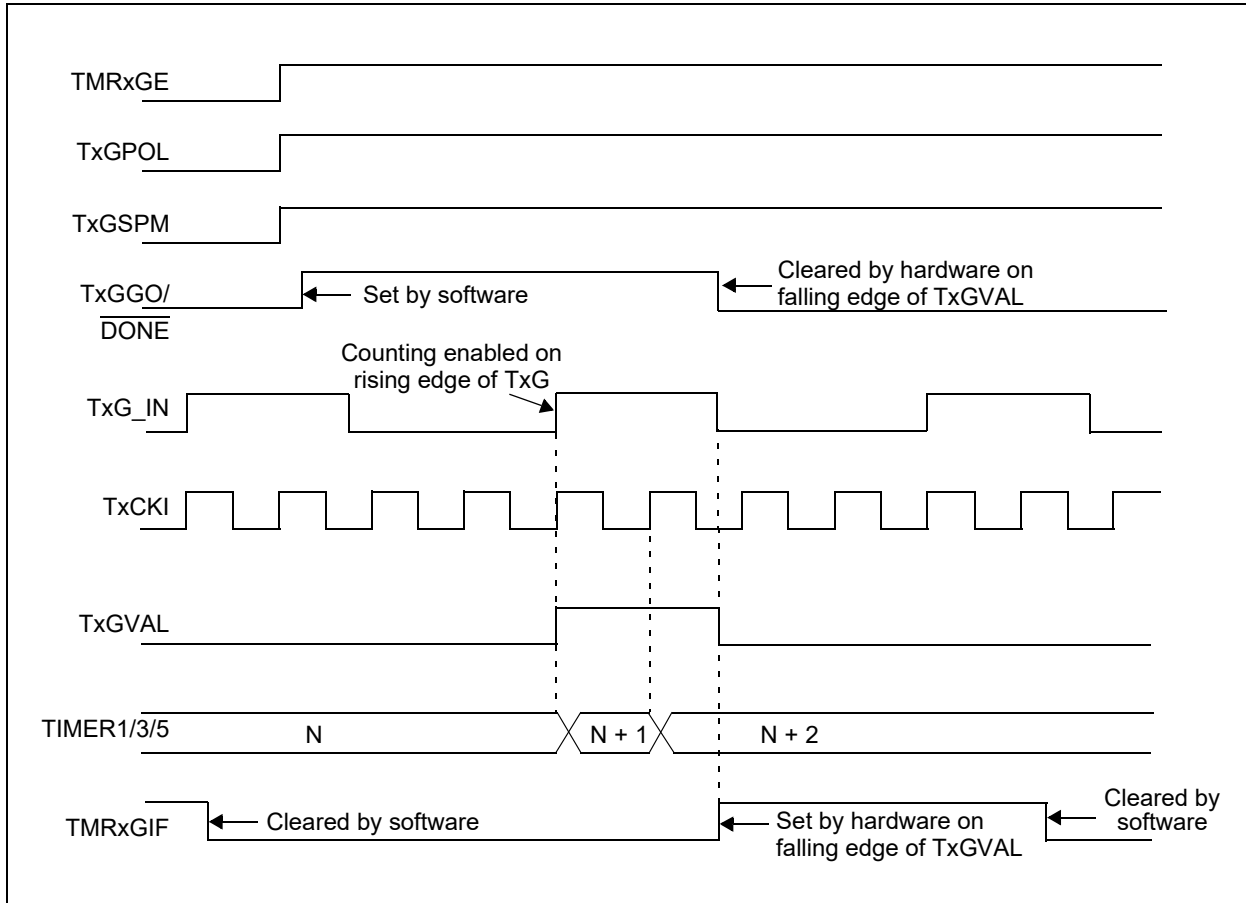 TMRxGE
TxGPOL
TxGSPM
TxGGO/
DONE
Set by software
Cleared by hardware on
falling edge of TxGVAL
Counting enabled on
rising edge of TxG
TxG_IN
TxCKI
TxGVAL
TIMER1/3/5
N
N + 1
N + 2
TMRxGIF
Cleared by software
Set by hardware on
falling edge of TxGVAL
Cleared by
software